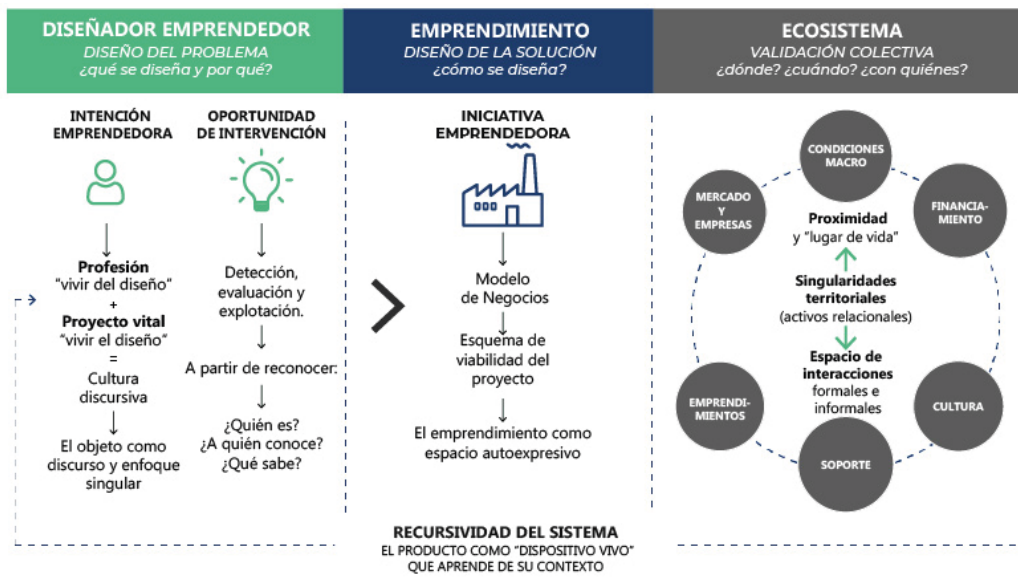 DISEÑADOR EMPRENDEDOR
DISEÑO DEL PROBLEMA
¿qué se diseña y por qué?
EMPRENDIMIENTO
DISEÑO DE LA SOLUCIÓN
¿cómo se diseña?
ECOSISTEMA
VALIDACIÓN COLECTIVA
¿dónde? ¿cuándo? ¿con quiénes?
INTENCIÓN
EMPRENDEDORA
Profesión
“vivir del diseño”
+
Proyecto vital
“vivir el diseño”
=
Cultura
discursiva
El objeto como
discurso y enfoque
singular
OPORTUNIDAD
DE INTERVENCIÓN
Detección,
evaluación y
explotación.
A partir de reconocer:
¿Quién es?
¿A quién conoce?
¿Qué sabe?
INICIATIVA
EMPRENDEDORA
Modelo
de Negocios
Esquema de
viabilidad del
proyecto
El emprendimiento como
espacio autoexpresivo
CONDICIONES
MACRO
MERCADO
Y
EMPRESAS
FINANCIA-
MIENTO
Proximidad
y “lugar de vida”
Singularidades
territoriales
(activos relacionales)
Espacio de
interacciones
formales e
informales
EMPRENDI-
MIENTOS
CULTURA
SOPORTE
RECURSIVIDAD DEL SISTEMA
EL PRODUCTO COMO “DISPOSITIVO VIVO”
QUE APRENDE DE SU CONTEXTO